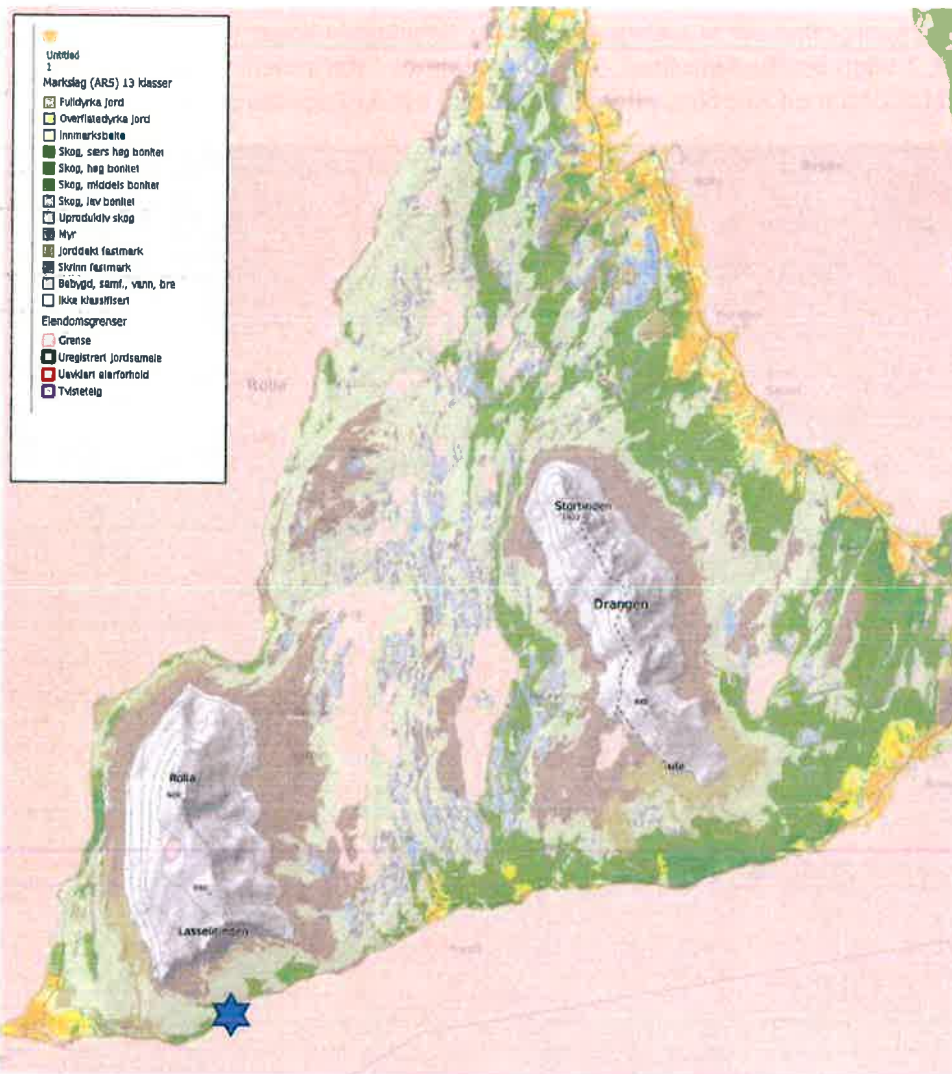 Untitled
1
Markslag (AR5) 13 klasser
Fulldyrka jord
Overflatedyrka jord
Innmarksbeite
Skog, særs høg bonitet
Skog, høg bonitet
Skog, middels bonitet
Skog, lav bonitet
Uproduktiv skog
Myr
Jorddekt fastmark
Skrinn fastmark
Bebygd, samf., vann, bre
Ikke klassifisert
Eiendomsgrenser
Grense
Uregistrert jordsameie
Uavklart eierforhold
Tvisteteig
Rolla
Stortinden
1022
Drangen
Rolla